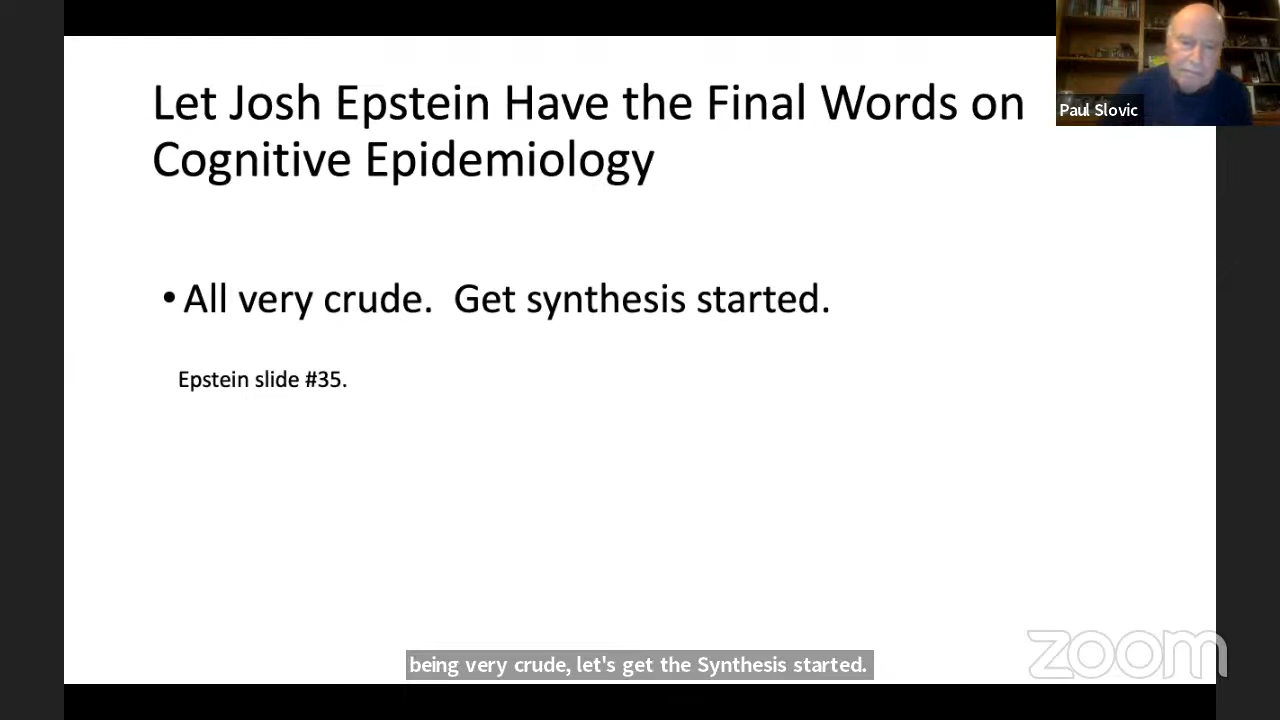 Let Josh Epstein Have the Final Words on
Cognitive Epidemiology
Paul Slovic
• All very crude.  Get synthesis started.
Epstein slide #35.
being very crude, let's get the Synthesis started.
zoom